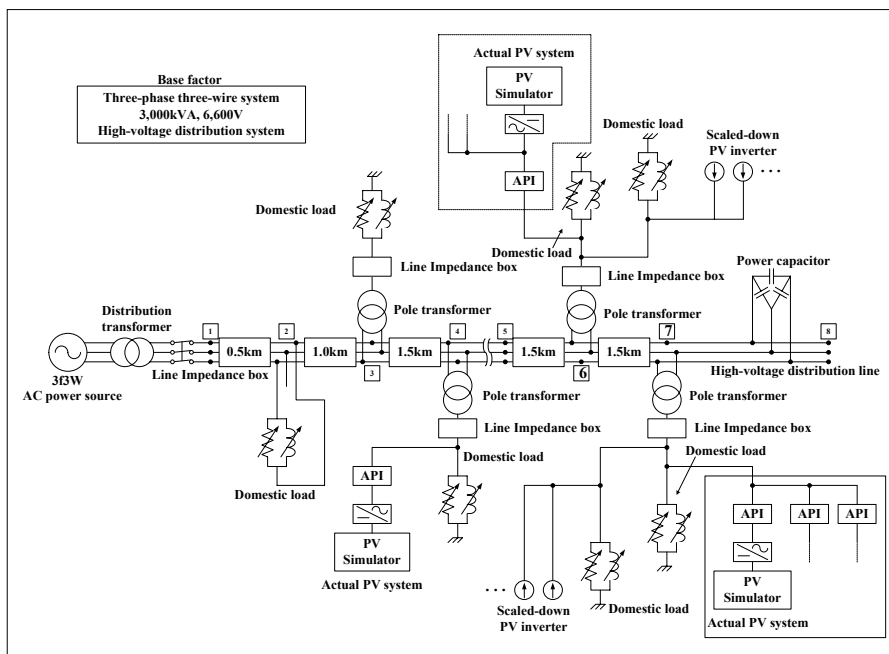 Base factor
Three-phase three-wire system
3,000kVA, 6,600V
High-voltage distribution system
Actual PV system
PV
Simulator
API
Domestic load
Scaled-down
PV inverter
...
Domestic load
Domestic load
Line Impedance box
Line Impedance box
Power capacitor
Distribution
transformer
Pole transformer
Pole transformer
1
2
4
5
7
8
0.5km
1.0km
1.5km
1.5km
1.5km
3f3W
AC power source
Line Impedance box
3
6
High-voltage distribution line
Pole transformer
Pole transformer
Line Impedance box
Line Impedance box
Domestic load
Domestic load
Domestic load
API
PV
Simulator
Actual PV system
API
API
API
PV
Simulator
Actual PV system
...
Scaled-down
PV inverter
Domestic load